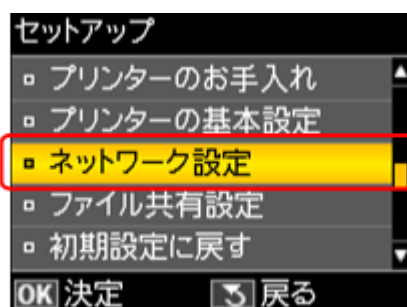 セットアップ
プリンターのお手入れ
プリンターの基本設定
ネットワーク設定
ファイル共有設定
初期設定に戻す
OK 決定 戻る